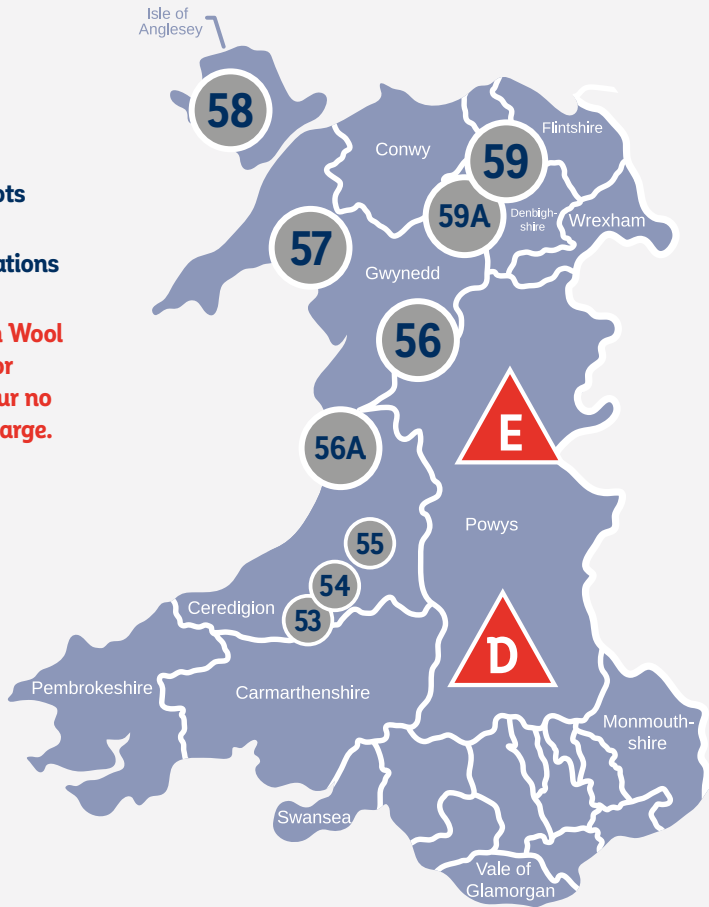 Isle of
Anglesey
58
Flintshire
Conwy
59
ots
59A
Denbigh-
shire
Wrexham
57
ations
Gwynedd
Wool
56
or
ur no
arge.
E
56A
Powys
55
54
Ceredigion
53
D
Pembrokeshire
Carmarthenshire
Monmouth-
shire
Swansea
Vale of
Glamorgan